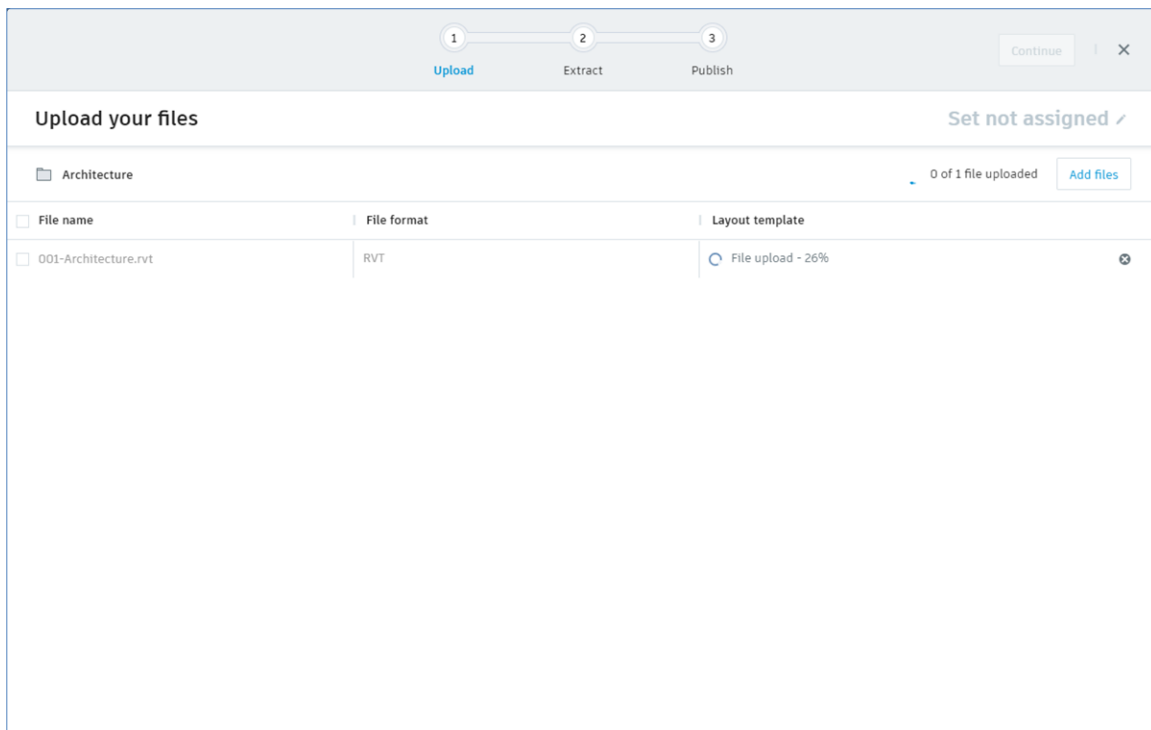 1 2 3
Upload Extract Publish Continue
Upload your files Set not assigned
Architecture 0 of 1 file uploaded Add files
File name File format Layout template
001-Architecture.rvt RVT File upload - 26%